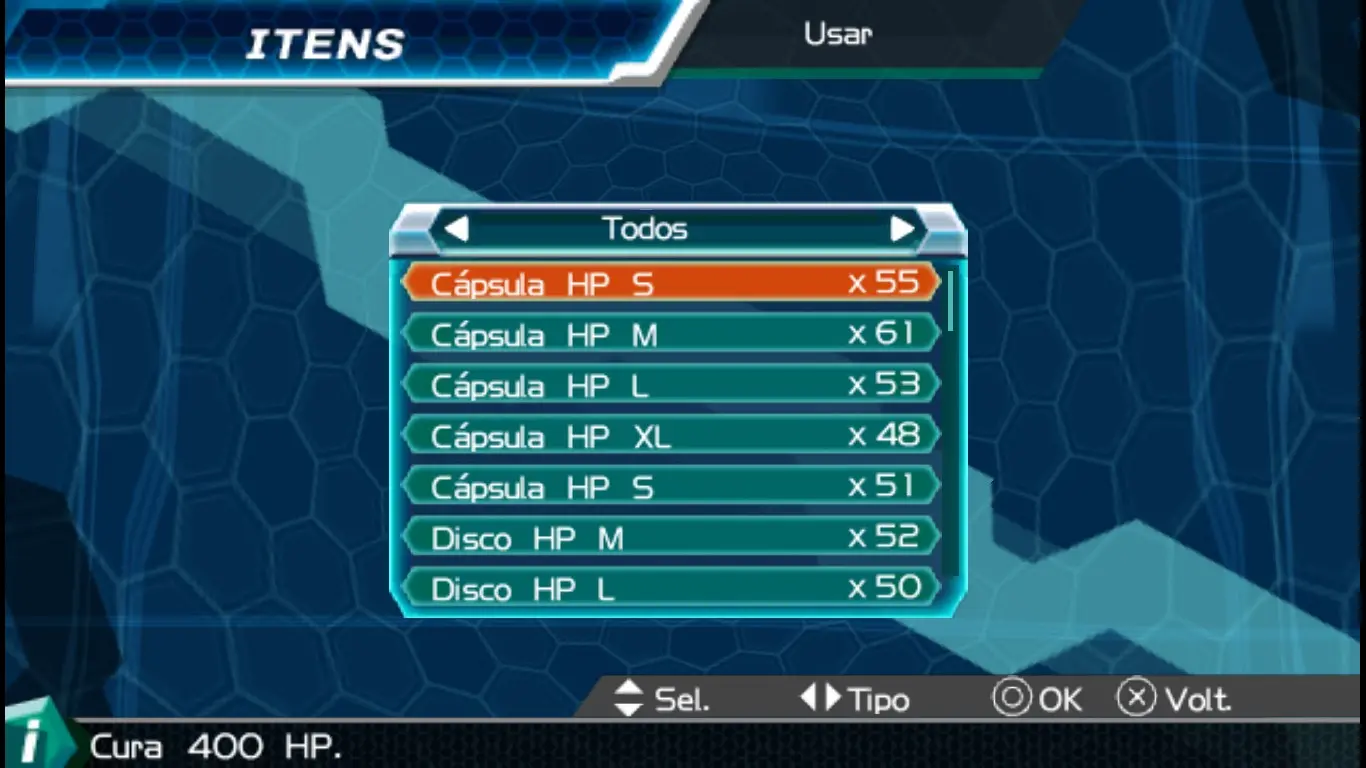 ITENS
Usar
Todos
Cápsula HP S x 55
Cápsula HP M x 61
Cápsula HP L x 53
Cápsula HP XL x 48
Cápsula HP S x 51
Disco HP M x 52
Disco HP L x 50
Sel. Tipo OK Volt.
i Cura 400 HP.